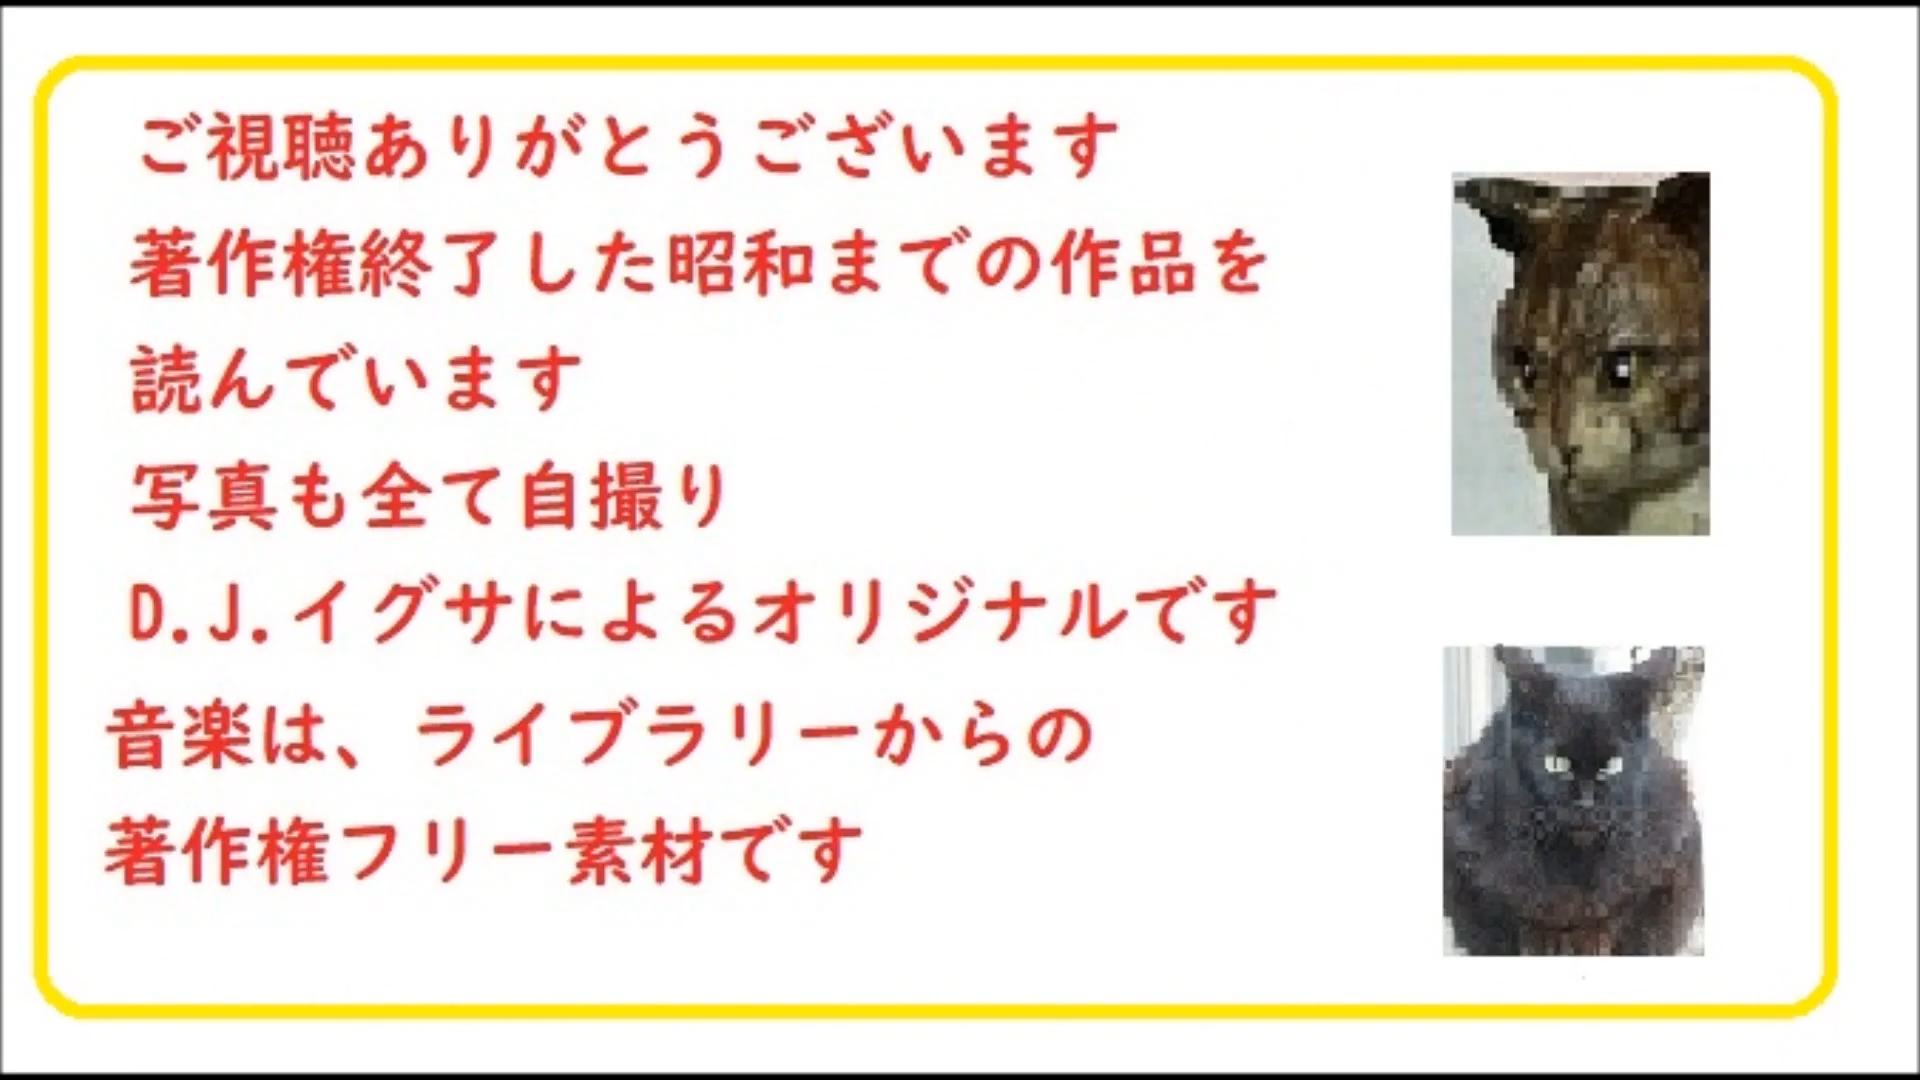 ご視聴ありがとうございます
著作権終了した昭和までの作品を
読んでいます
写真も全て自撮り
D.J.イグサによるオリジナルです
音楽は、ライブラリーからの
著作権フリー素材です